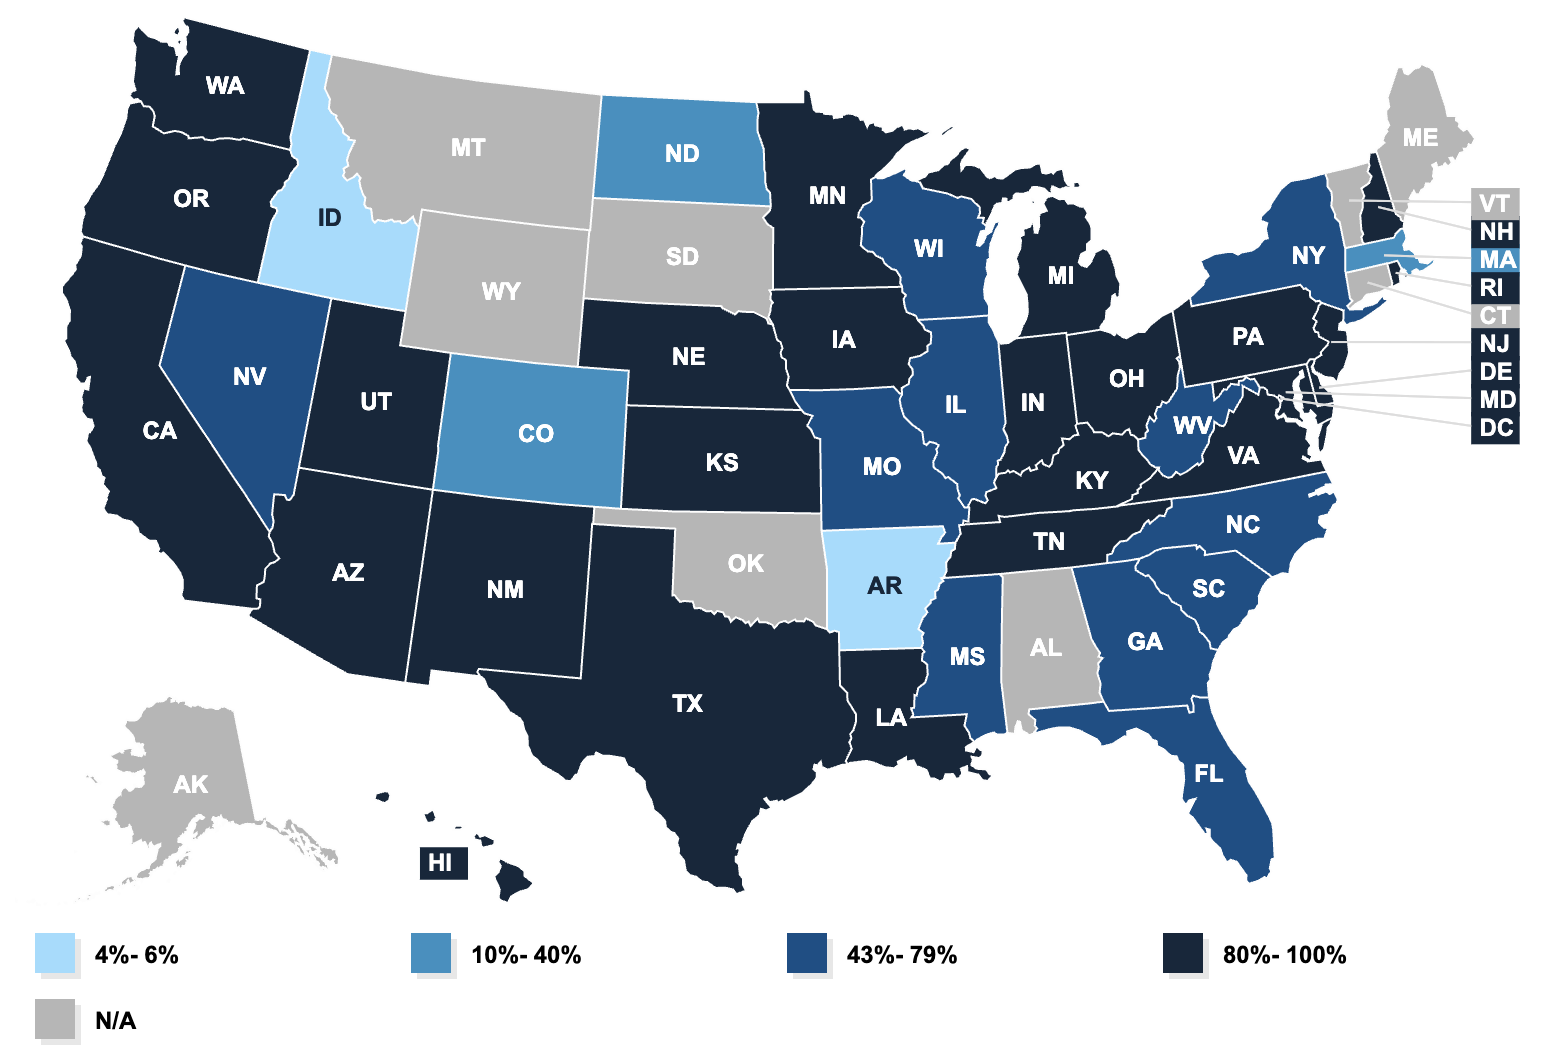 WA
MT
ND
ME
OR
ID
MN
VT
NH
SD
WI
NY
MA
WY
MI
RI
CT
IA
PA
NJ
NE
NV
OH
DE
UT
IN
MD
CO
IL
CA
WV
DC
KS
MO
KY
VA
NC
TN
AZ
OK
NM
AR
SC
GA
MS
AL
TX
LA
FL
AK
HI
4%- 6%
10%- 40%
43%- 79%
80%- 100%
N/A